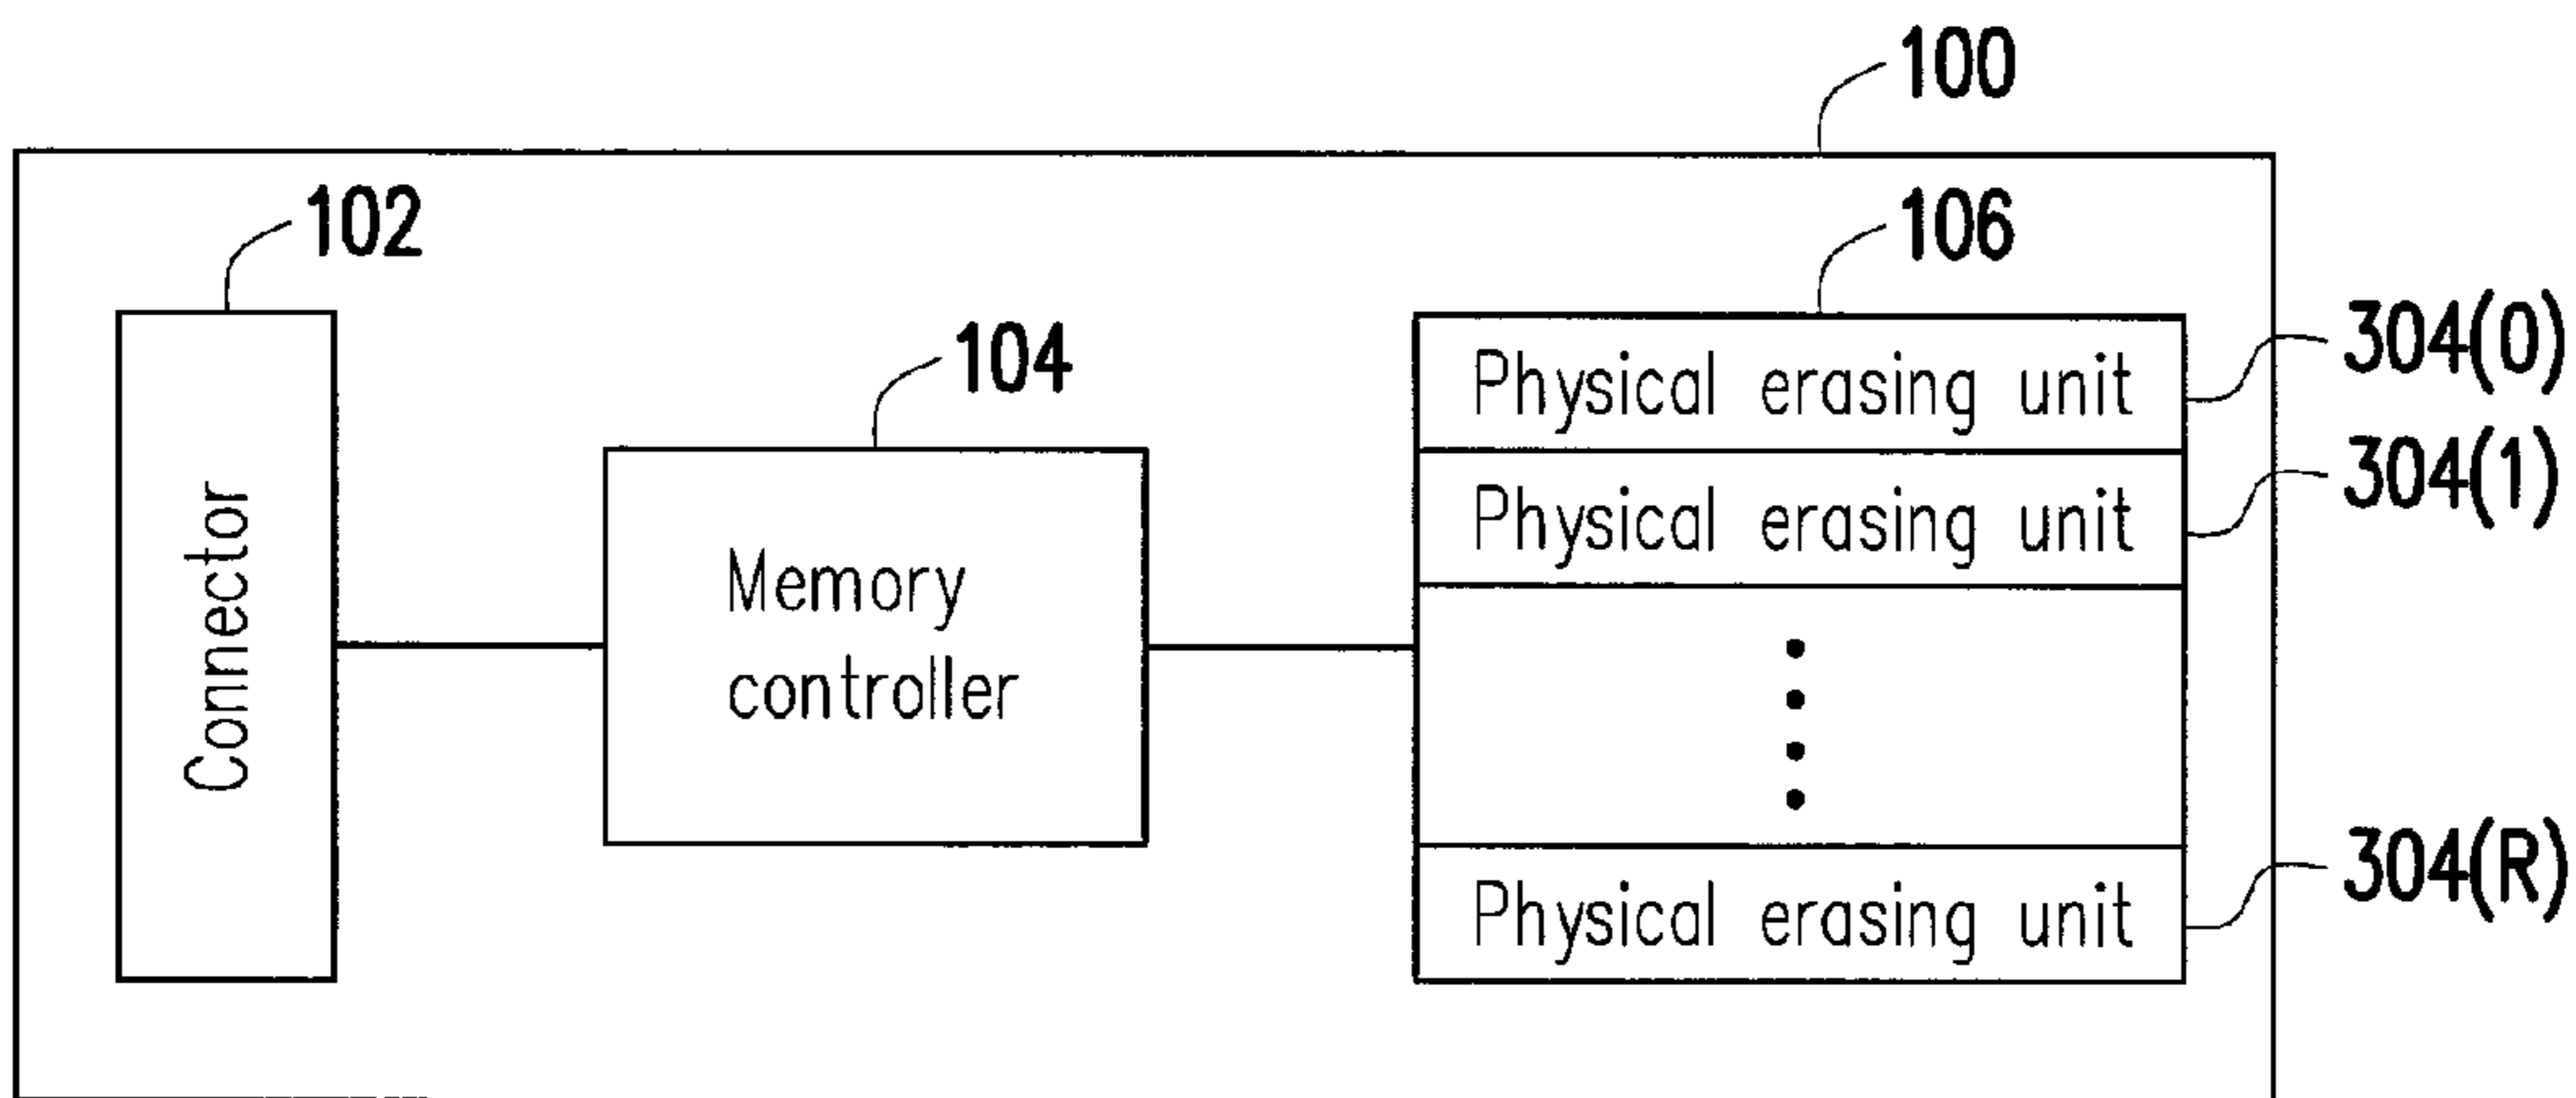 100
102
106
104
304(0)
Physical erasing unit
304(1)
Physical erasing unit
Connector
Memory
controller
304(R)
Physical erasing unit